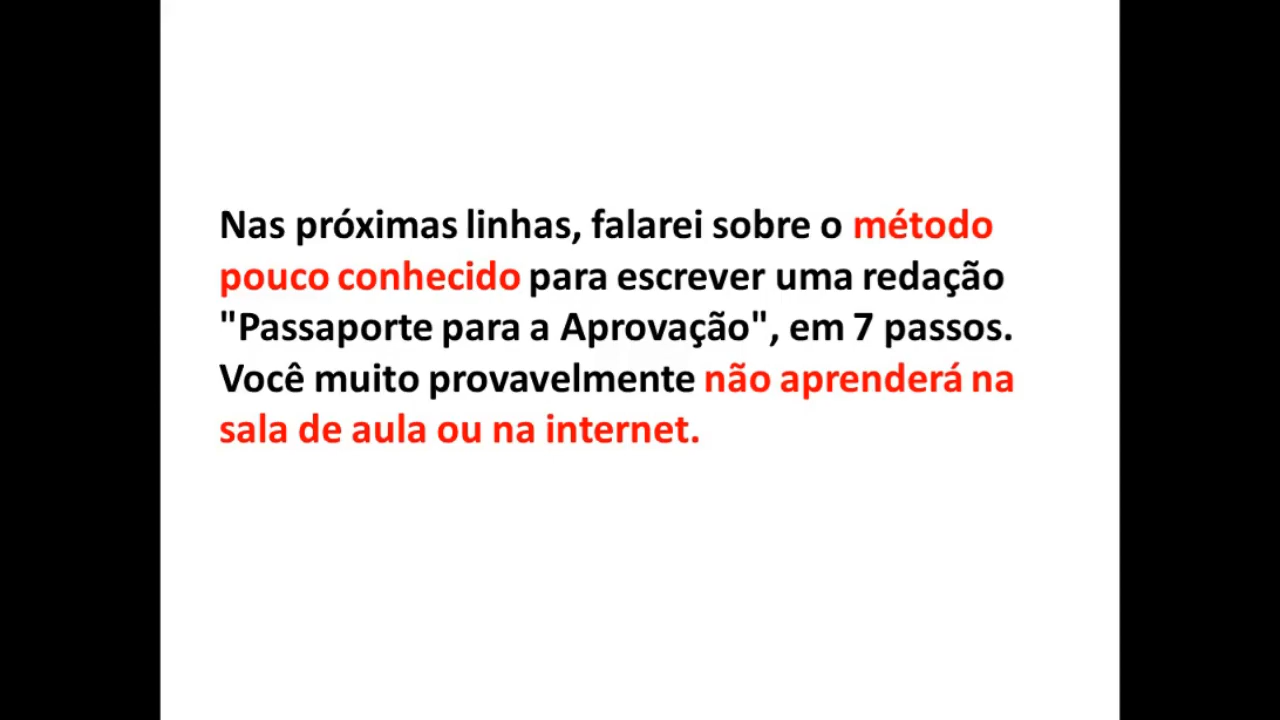 Nas próximas linhas, falarei sobre o método
pouco conhecido para escrever uma redação
"Passaporte para a Aprovação", em 7 passos.
Você muito provavelmente não aprenderá na
sala de aula ou na internet.